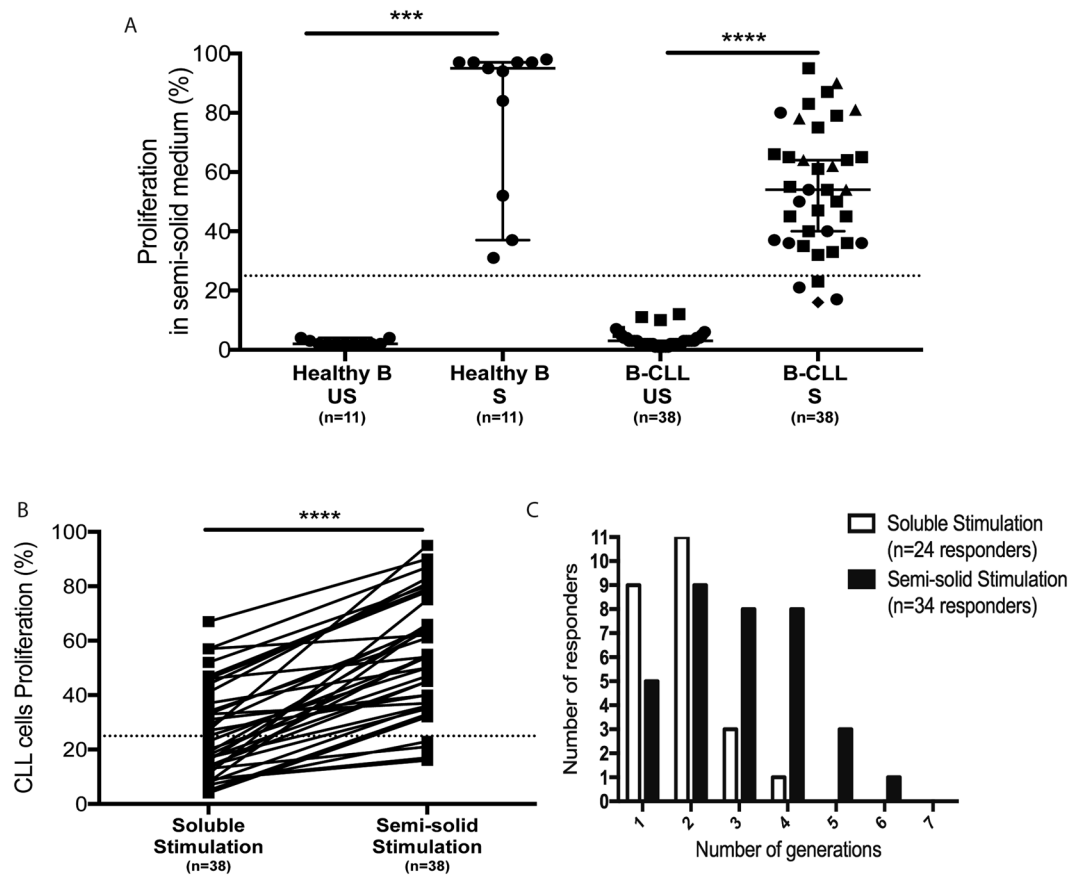 A
***
****
Proliferation
in semi-solid medium (%)
100
80
60
40
20
0
Healthy B
US
(n=11)
Healthy B
S
(n=11)
B-CLL
US
(n=38)
B-CLL
S
(n=38)
B
****
CLL cells Proliferation (%)
100
80
60
40
20
0
Soluble
Stimulation
(n=38)
Semi-solid
Stimulation
(n=38)
C
Soluble Stimulation
(n=24 responders)
Semi-solid Stimulation
(n=34 responders)
Number of responders
11
10
9
8
7
6
5
4
3
2
1
0
1 2 3 4 5 6 7
Number of generations